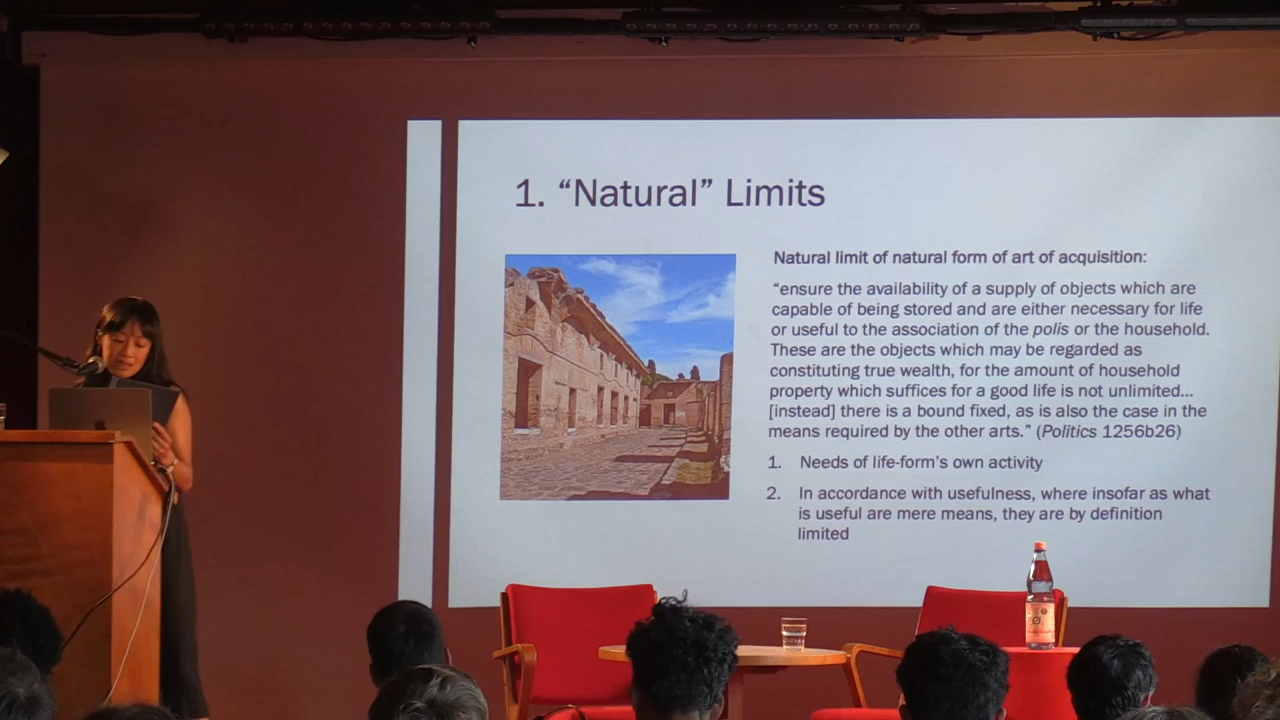 1. “Natural” Limits
Natural limit of natural form of art of acquisition:
“ensure the availability of a supply of objects which are
capable of being stored and are either necessary for life
or useful to the association of the polis or the household.
These are the objects which may be regarded as
constituting true wealth, for the amount of household
property which suffices for a good life is not unlimited...
[instead] there is a bound fixed, as is also the case in the
means required by the other arts.” (Politics 1256b26)
1. Needs of life-form’s own activity
2. In accordance with usefulness, where insofar as what
is useful are mere means, they are by definition
limited